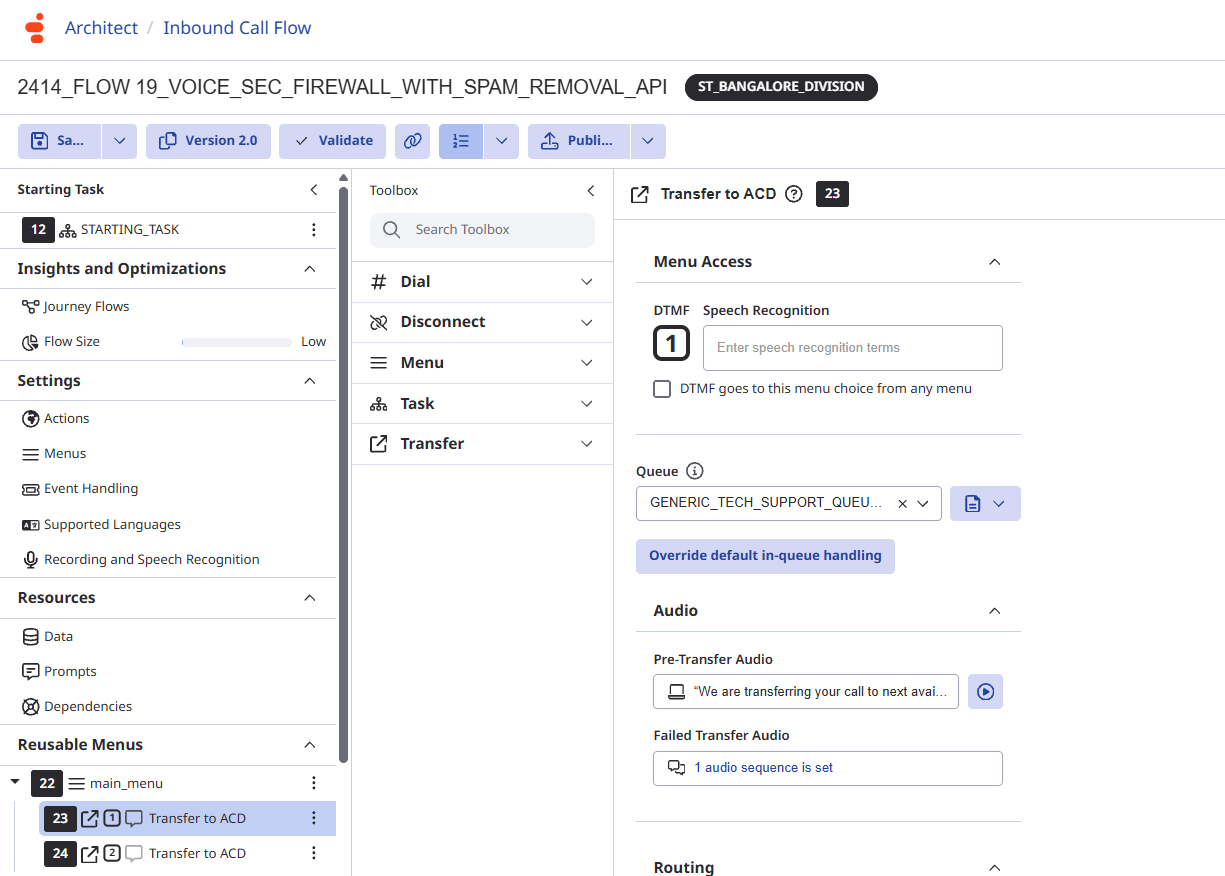 Architect / Inbound Call Flow
2414_FLOW 19_VOICE_SEC_FIREWALL_WITH_SPAM_REMOVAL_API ST_BANGALORE_DIVISION
Sa... Version 2.0 Validate Publi...
Starting Task
12 STARTING_TASK
Insights and Optimizations
Journey Flows
Flow Size Low
Settings
Actions
Menus
Event Handling
Supported Languages
Recording and Speech Recognition
Resources
Data
Prompts
Dependencies
Reusable Menus
22 main_menu
23 1 Transfer to ACD
24 2 Transfer to ACD
Toolbox
Search Toolbox
Dial
Disconnect
Menu
Task
Transfer
Transfer to ACD 23
Menu Access
DTMF Speech Recognition
1 Enter speech recognition terms
DTMF goes to this menu choice from any menu
Queue
GENERIC_TECH_SUPPORT_QUEU...
Override default in-queue handling
Audio
Pre-Transfer Audio
“We are transferring your call to next avai...
Failed Transfer Audio
1 audio sequence is set
Routing